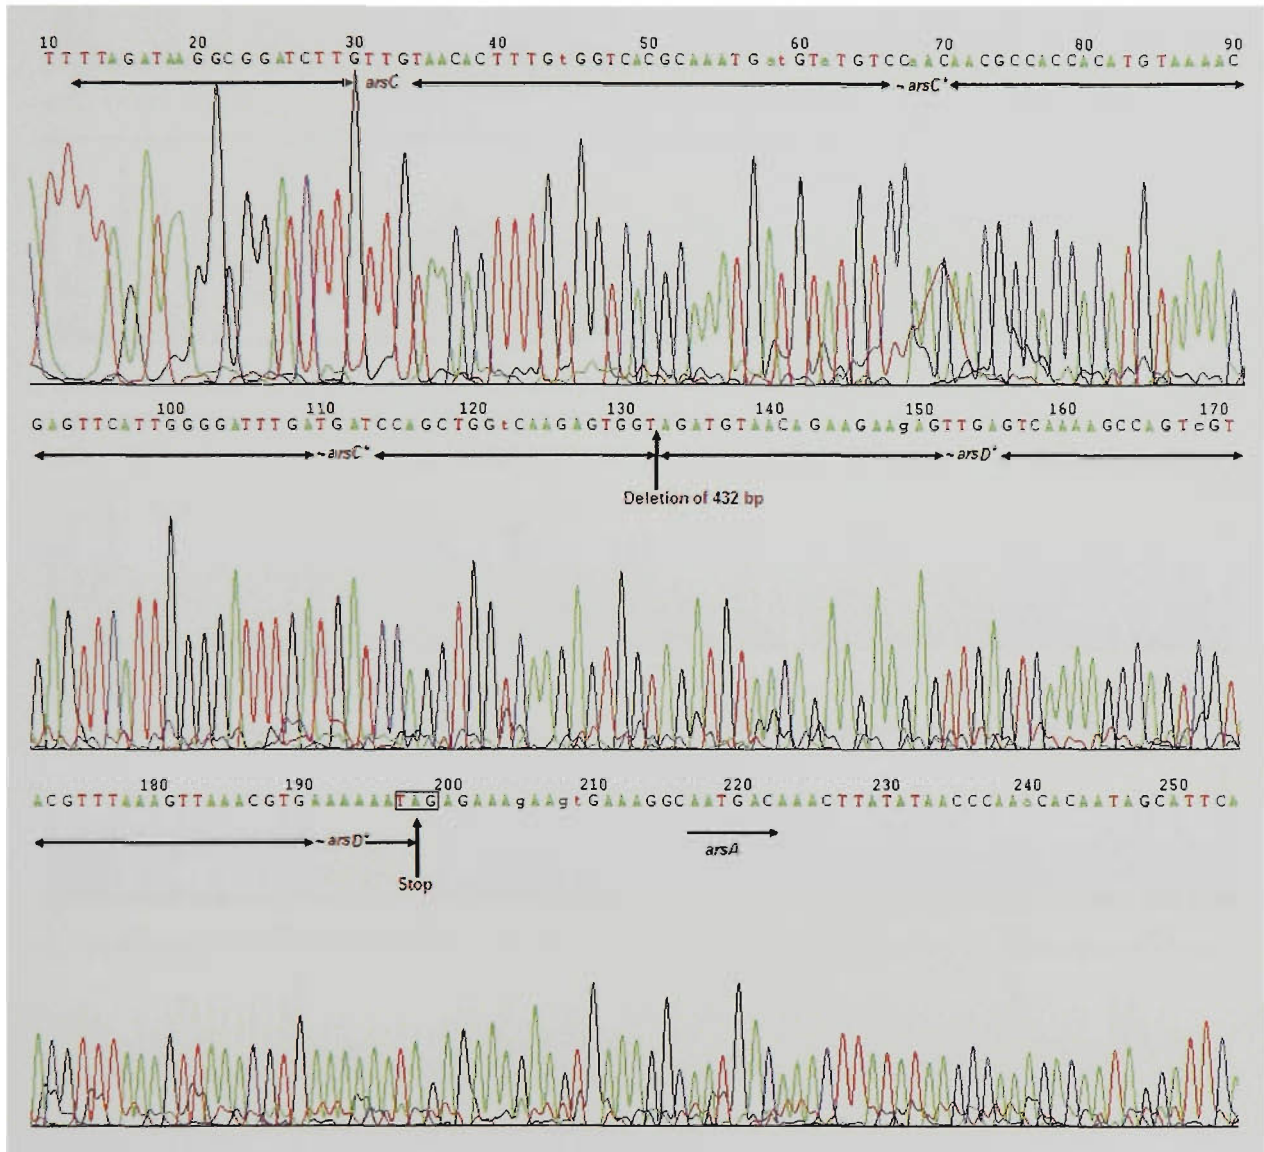 10 20 30 40 50 60 70 80 90
TTTTAGATAAGGCGGATCTTGTTGTAACACTTTGtGGTCACGCAAATGatGTaTGTCCaACAACGCCACCACATGTAAAAC
arsC ~arsC*
100 110 120 130 140 150 160 170
GAGTTCATTGGGGATTTGATGATCCAGCTGGtCAAGAGTGGTAGATGTAACAGAAGAAgAGTTGAGTCAAAAGCCAGTcGT
~arsC* ~arsD*
Deletion of 432 bp
180 190 200 210 220 230 240 250
ACGTTTAAAGTTAAACGTGAAAAAATAGAGAAAgAAgtGAAAGGCAATGACAAACTTATATAACCCAAaCACAATAGCATTCA
~arsD* arsA
Stop